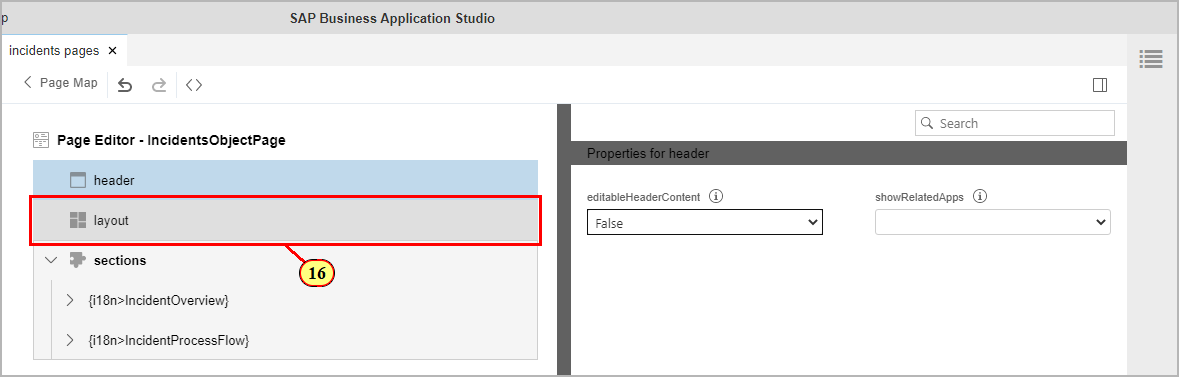 p
SAP Business Application Studio
incidents pages ×
Page Map
Page Editor - IncidentsObjectPage
header
layout
16
sections
{i18n>IncidentOverview}
{i18n>IncidentProcessFlow}
Search
Properties for header
editableHeaderContent
showRelatedApps
False